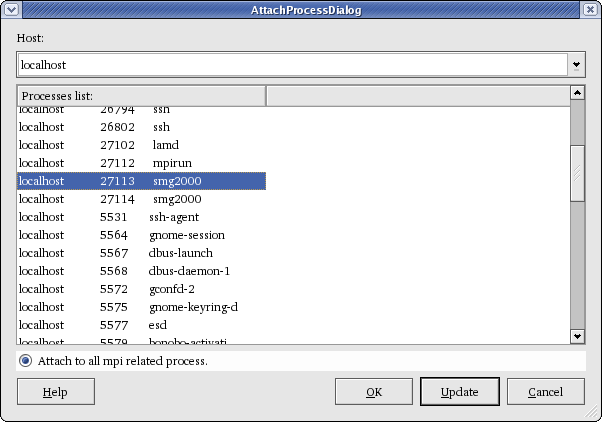 AttachProcessDialog
Host:
localhost
Processes list:
localhost 26794 ssh
localhost 26802 ssh
localhost 27102 lamd
localhost 27112 mpirun
localhost 27113 smg2000
localhost 27114 smg2000
localhost 5531 ssh-agent
localhost 5564 gnome-session
localhost 5567 dbus-launch
localhost 5568 dbus-daemon-1
localhost 5572 gconfd-2
localhost 5575 gnome-keyring-d
localhost 5577 esd
localhost 5579 bonobo-activati
Attach to all mpi related process.
Help OK Update Cancel